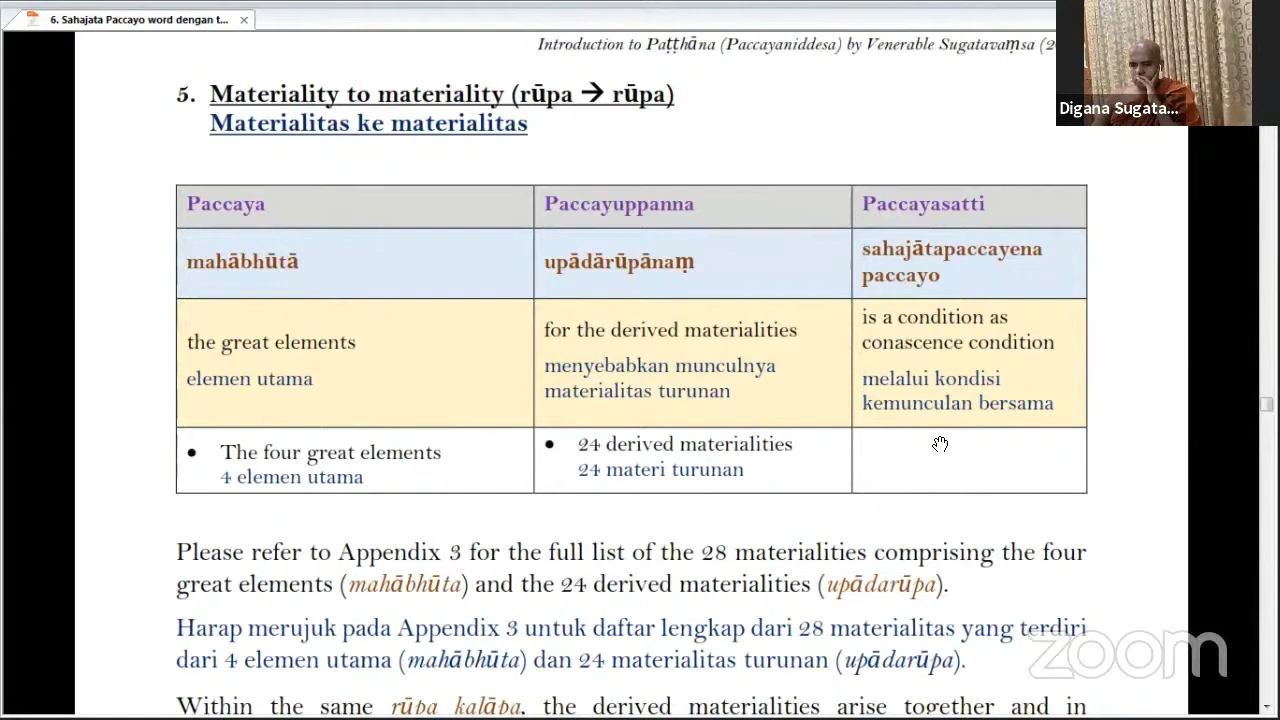 6. Sahajata Paccayo word dengan t...
Introduction to Paṭṭhāna (Paccayaniddesa) by Venerable Sugatavaṃsa (2
Digana Sugata...
5. Materiality to materiality (rūpa → rūpa)
Materialitas ke materialitas
Paccaya
Paccayuppanna
Paccayasatti
mahābhūtā
upādārūpānaṃ
sahajātapaccayena
paccayo
the great elements
elemen utama
for the derived materialities
menyebabkan munculnya
materialitas turunan
is a condition as
conascence condition
melalui kondisi
kemunculan bersama
• The four great elements
4 elemen utama
• 24 derived materialities
24 materi turunan
Please refer to Appendix 3 for the full list of the 28 materialities comprising the four
great elements (mahābhūta) and the 24 derived materialities (upādarūpa).
Harap merujuk pada Appendix 3 untuk daftar lengkap dari 28 materialitas yang terdiri
dari 4 elemen utama (mahābhūta) dan 24 materialitas turunan (upādarūpa).
zoom
Within the same rūpa kalāpa, the derived materialities arise together and in